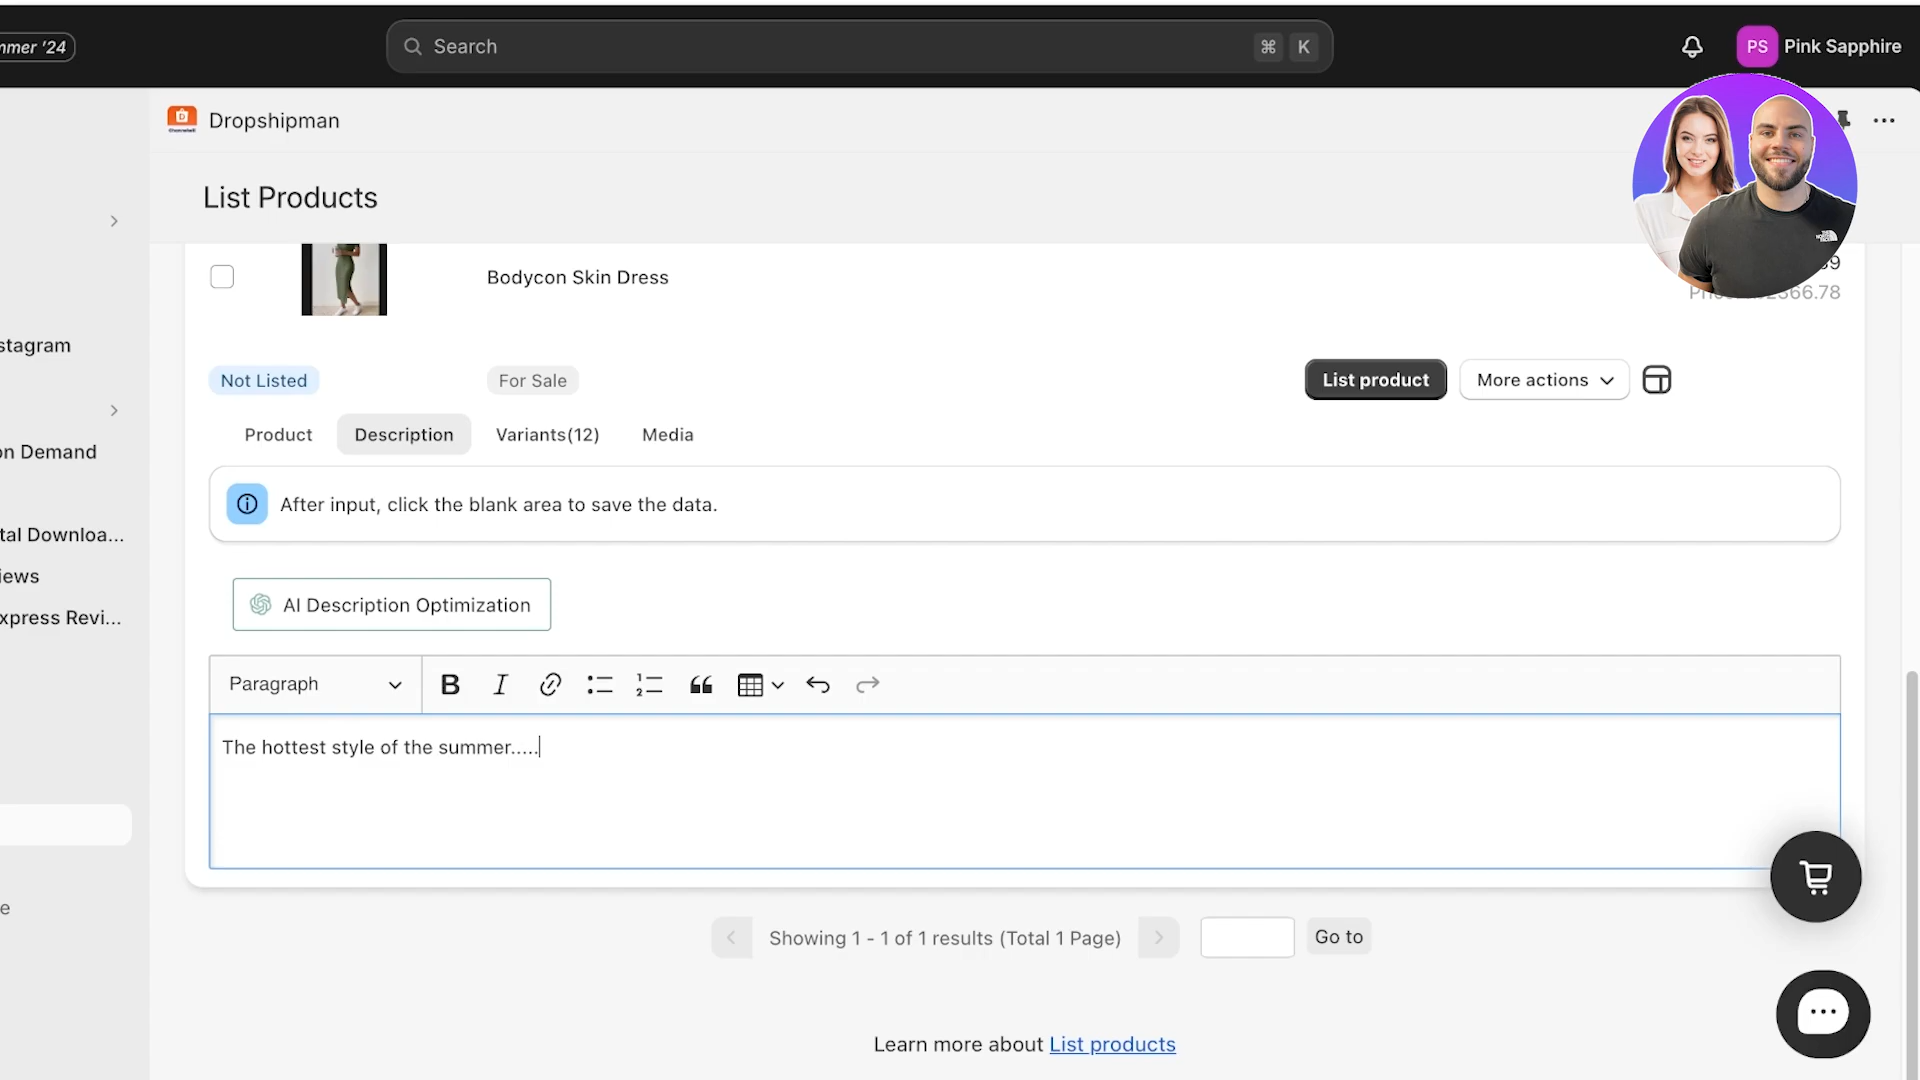 mmer '24
Search
⌘ K
PS
Pink Sapphire
Dropshipman
List Products
Bodycon Skin Dress
Not Listed
For Sale
List product
More actions
Product
Description
Variants(12)
Media
After input, click the blank area to save the data.
AI Description Optimization
Paragraph
B I
The hottest style of the summer.....
Showing 1 - 1 of 1 results (Total 1 Page)
Go to
Learn more about List products
stagram
on Demand
tal Downloa...
iews
xpress Revi...
e